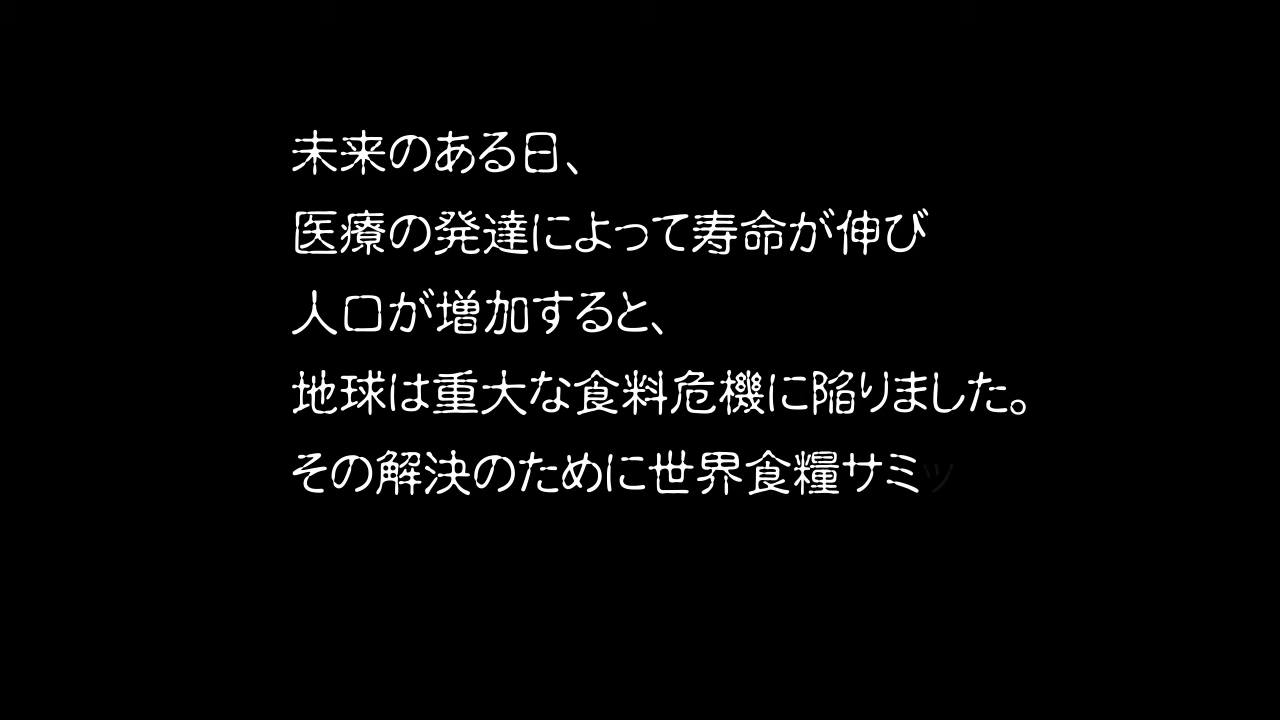 未来のある日、
医療の発達によって寿命が伸び
人口が増加すると、
地球は重大な食料危機に陥りました。
その解決のために世界食糧サミッ